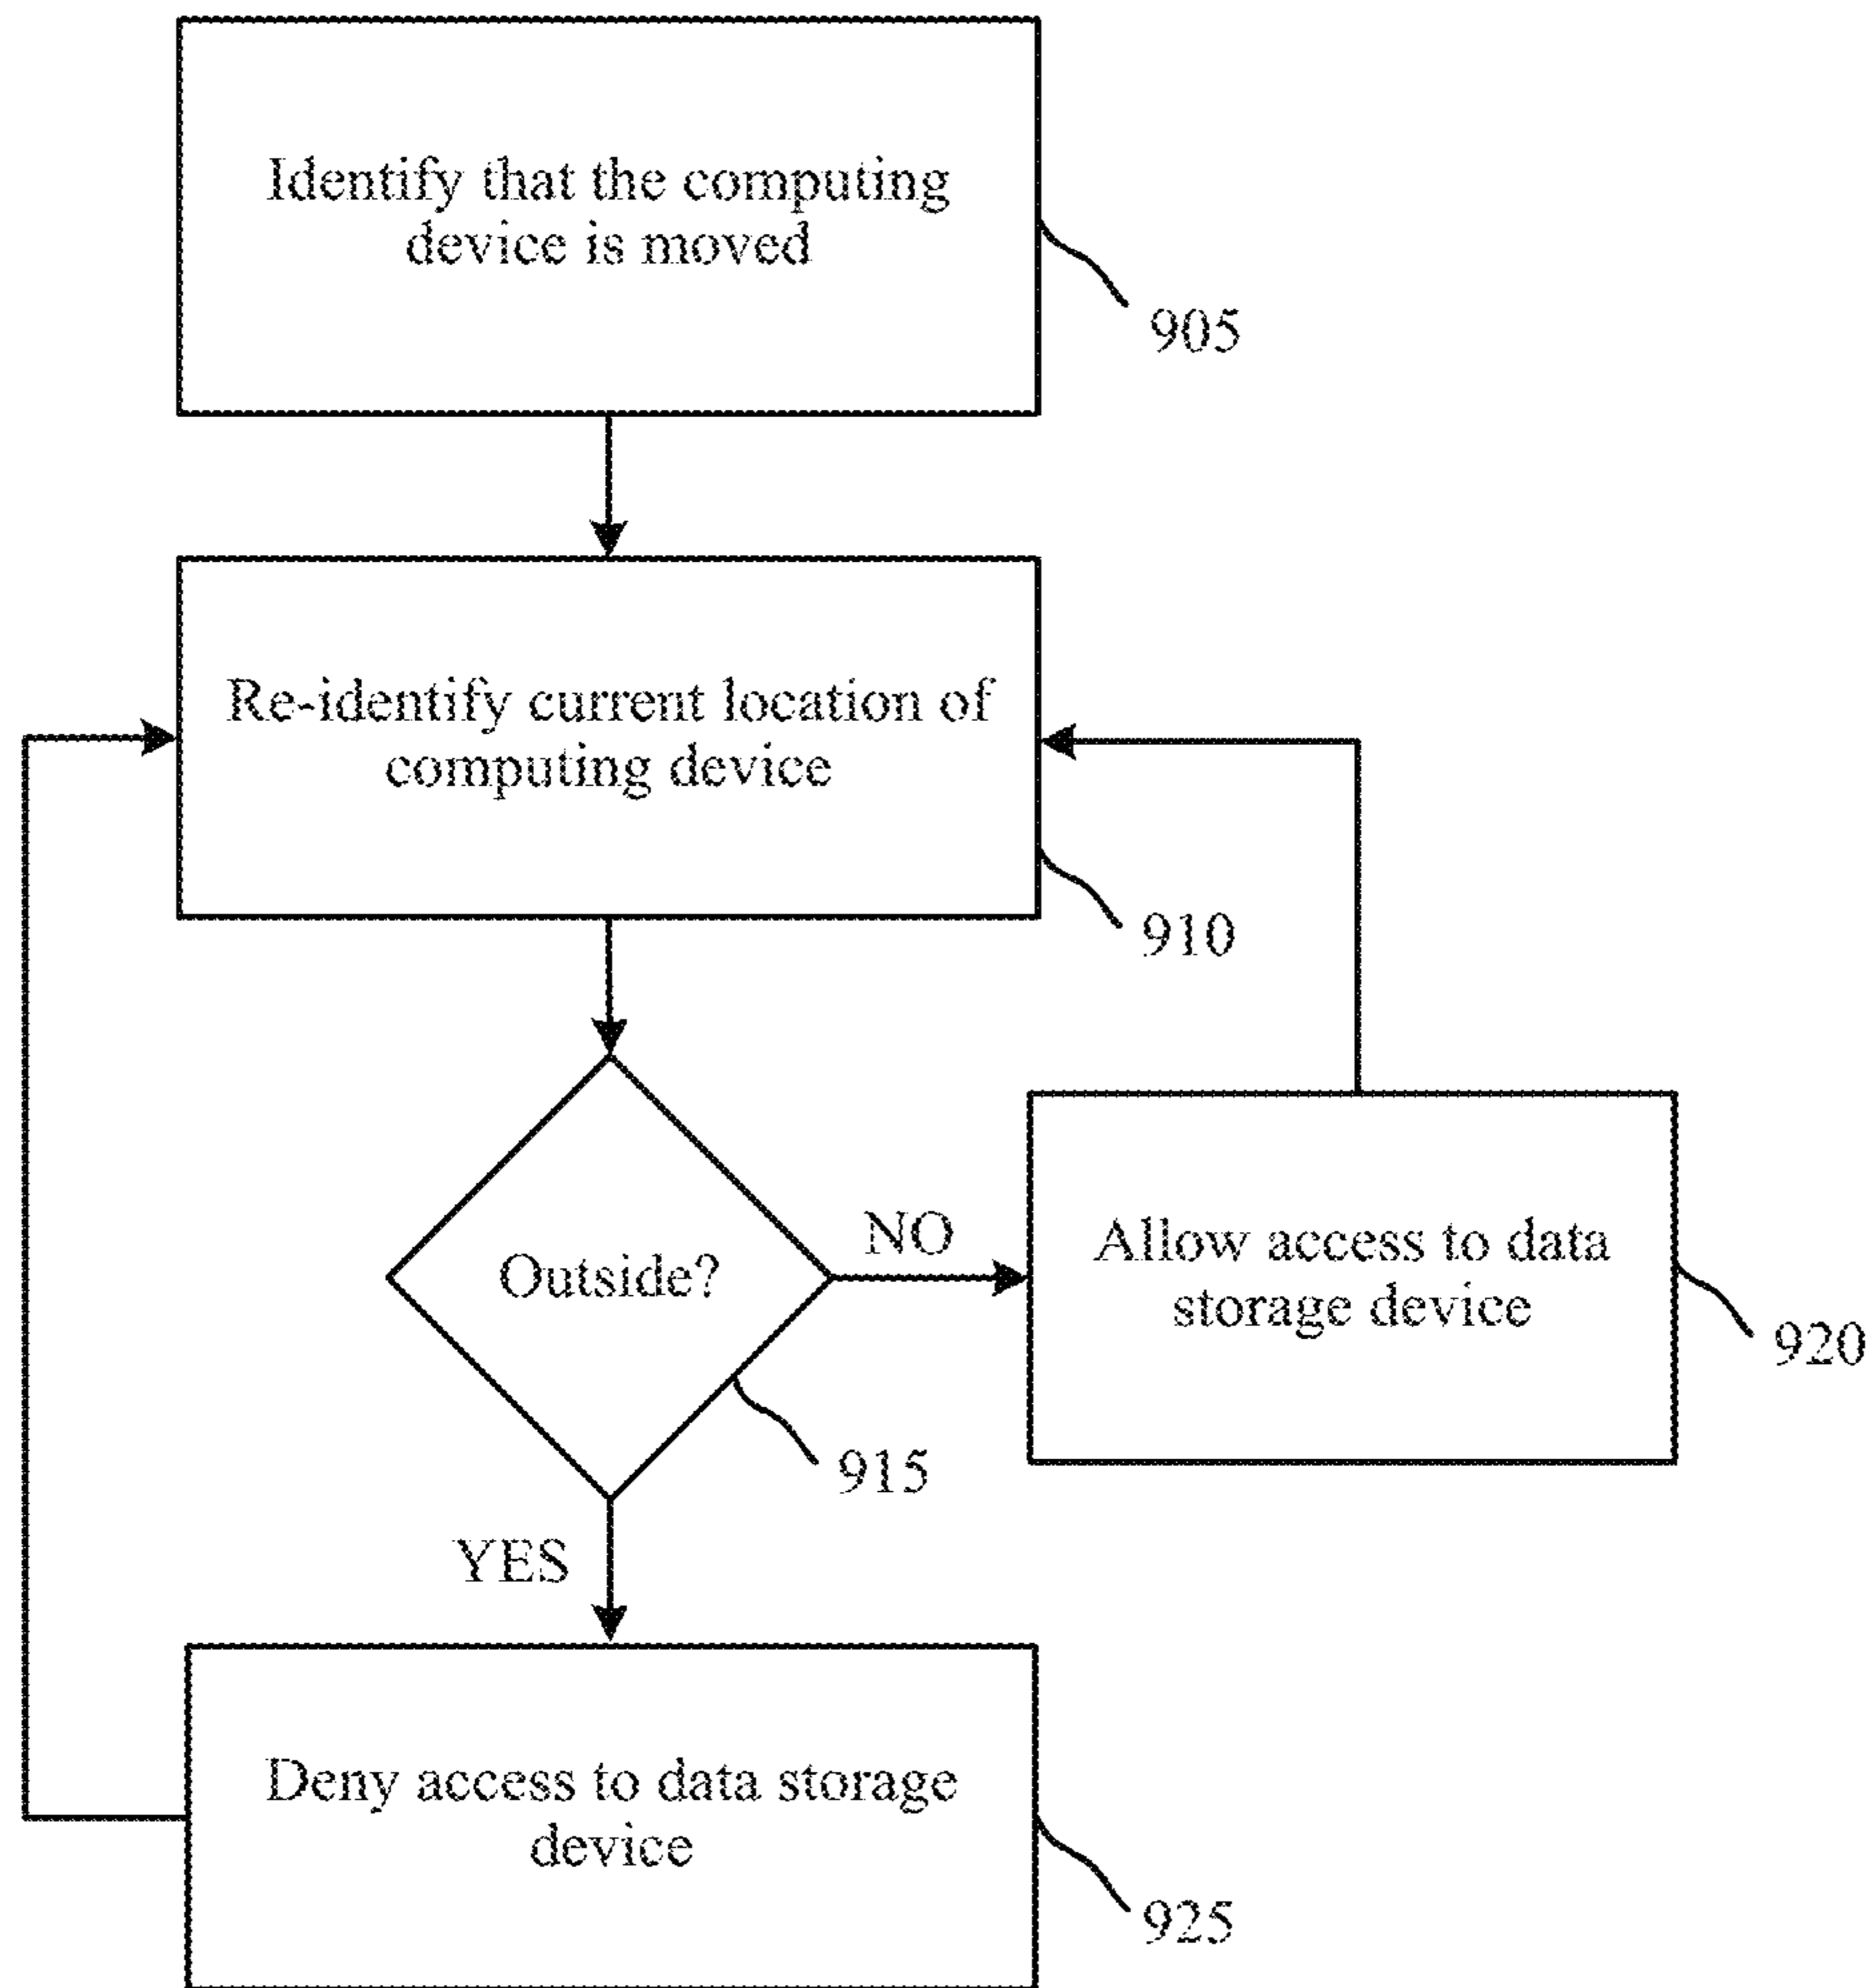 Identify that the computing
device is moved
905
Re-identify current location of
computing device
910
Outside?
NO
Allow access to data
storage device
920
915
YES
Deny access to data storage
device
925